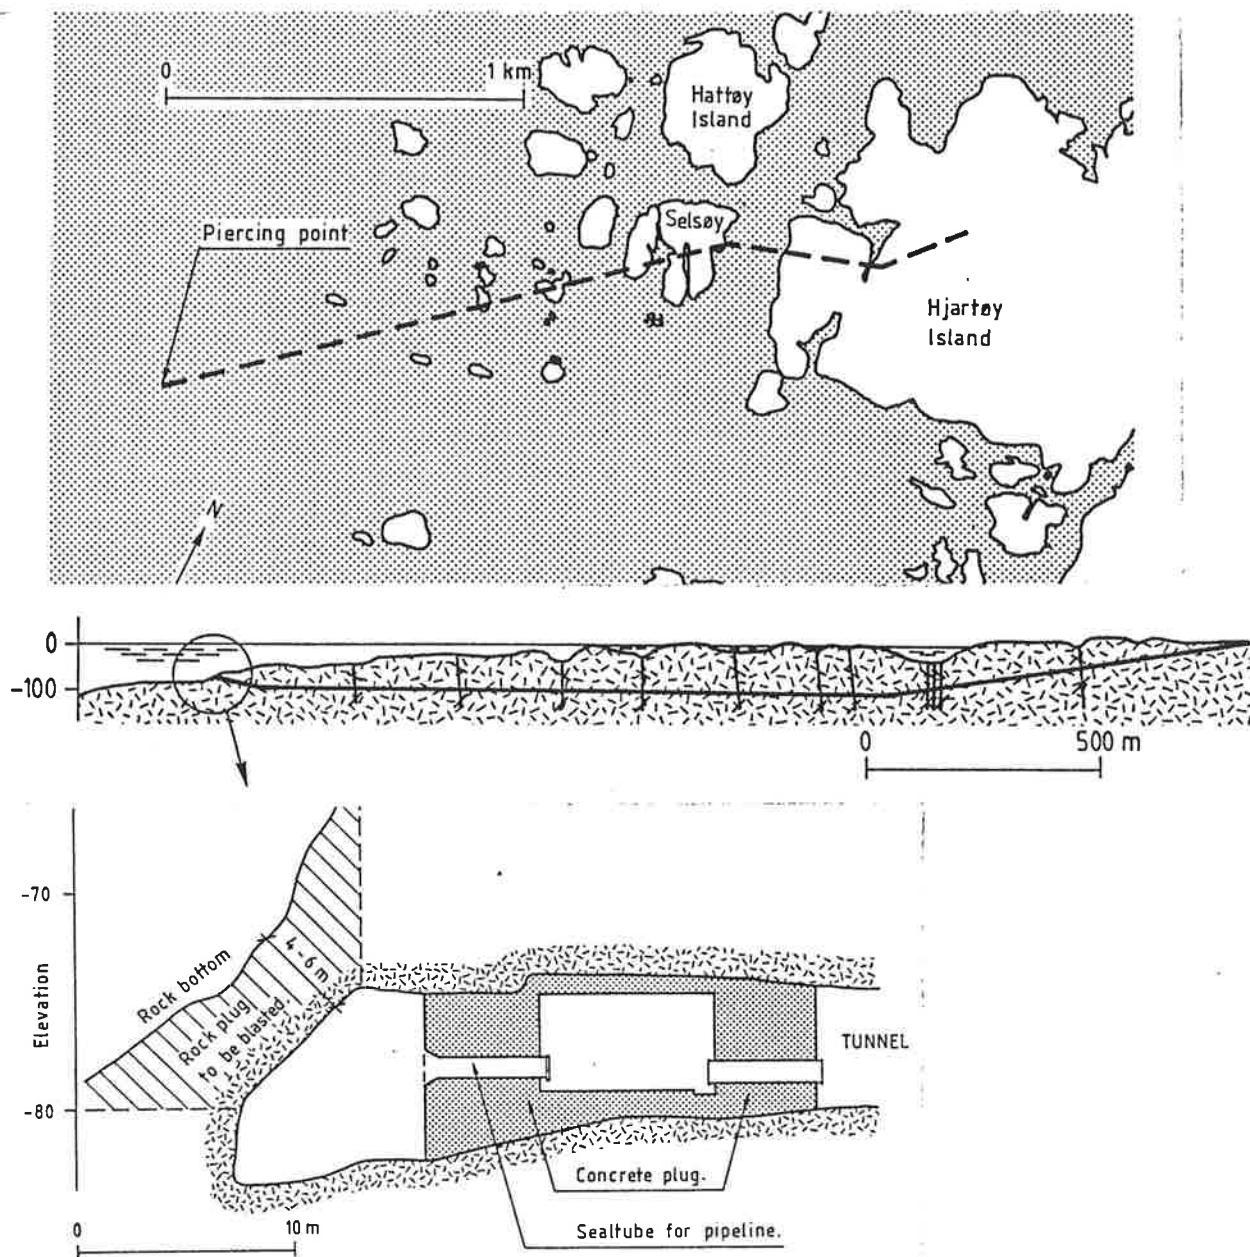 0
1 km
Hattøy
Island
Selsøy
Piercing point
Hjartøy
Island
N
0
-100
0
500 m
-70
Rock bottom
4-6 m
Rock plug
to be blasted.
Elevation
TUNNEL
-80
Concrete plug.
Sealtube for pipeline.
0
10 m